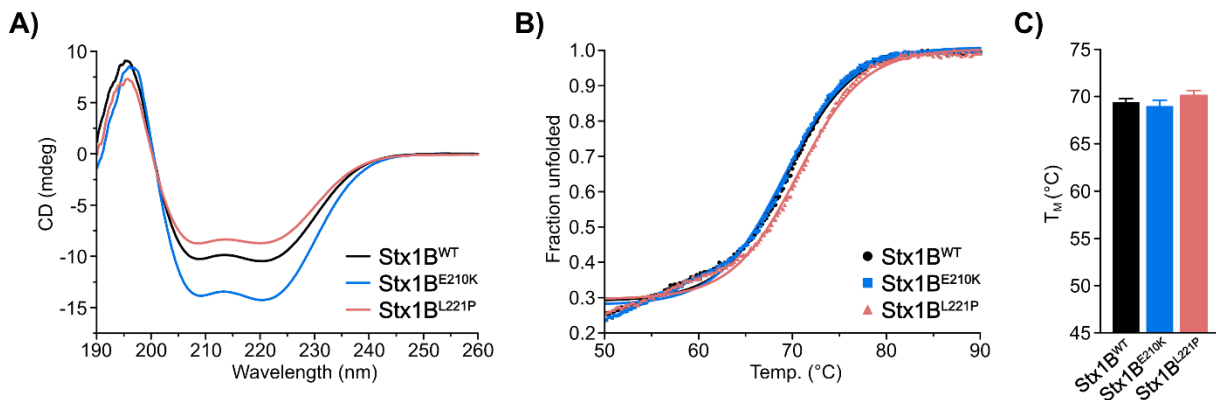 A)
10
5
0
-5
-10
-15
CD (mdeg)
190 200 210 220 230 240 250 260
Wavelength (nm)
Stx1BWT
Stx1BE210K
Stx1BL221P
B)
1.0
0.9
0.8
0.7
0.6
0.5
0.4
0.3
0.2
Fraction unfolded
50 60 70 80 90
Temp. (°C)
Stx1BWT
Stx1BE210K
Stx1BL221P
C)
75
70
65
60
55
50
45
TM (°C)
Stx1BWT
Stx1BE210K
Stx1BL221P